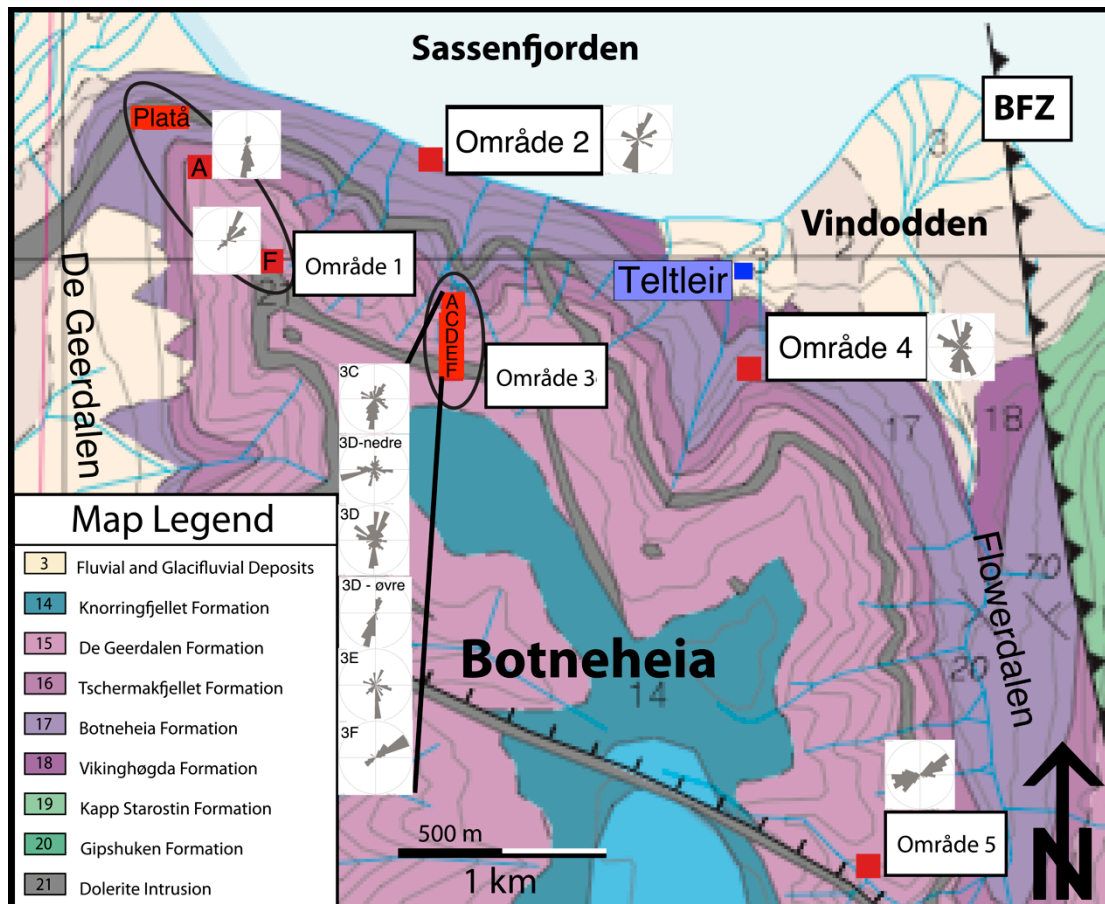 Sassenfjorden
BFZ
Platå
Område 2
3
A
Vindodden
2
De Geerdalen
F
Område 1
3
Teltleir
21
A
C
D
E
F
Område 3
Område 4
3C
3D-nedre
3D
3D - øvre
3E
3F
17
18
Flowerdalen
70
20
Botneheia
14
Område 5
500 m
1 km
N
Map Legend
3 Fluvial and Glacifluvial Deposits
14 Knorringfjellet Formation
15 De Geerdalen Formation
16 Tschermakfjellet Formation
17 Botneheia Formation
18 Vikinghøgda Formation
19 Kapp Starostin Formation
20 Gipshuken Formation
21 Dolerite Intrusion